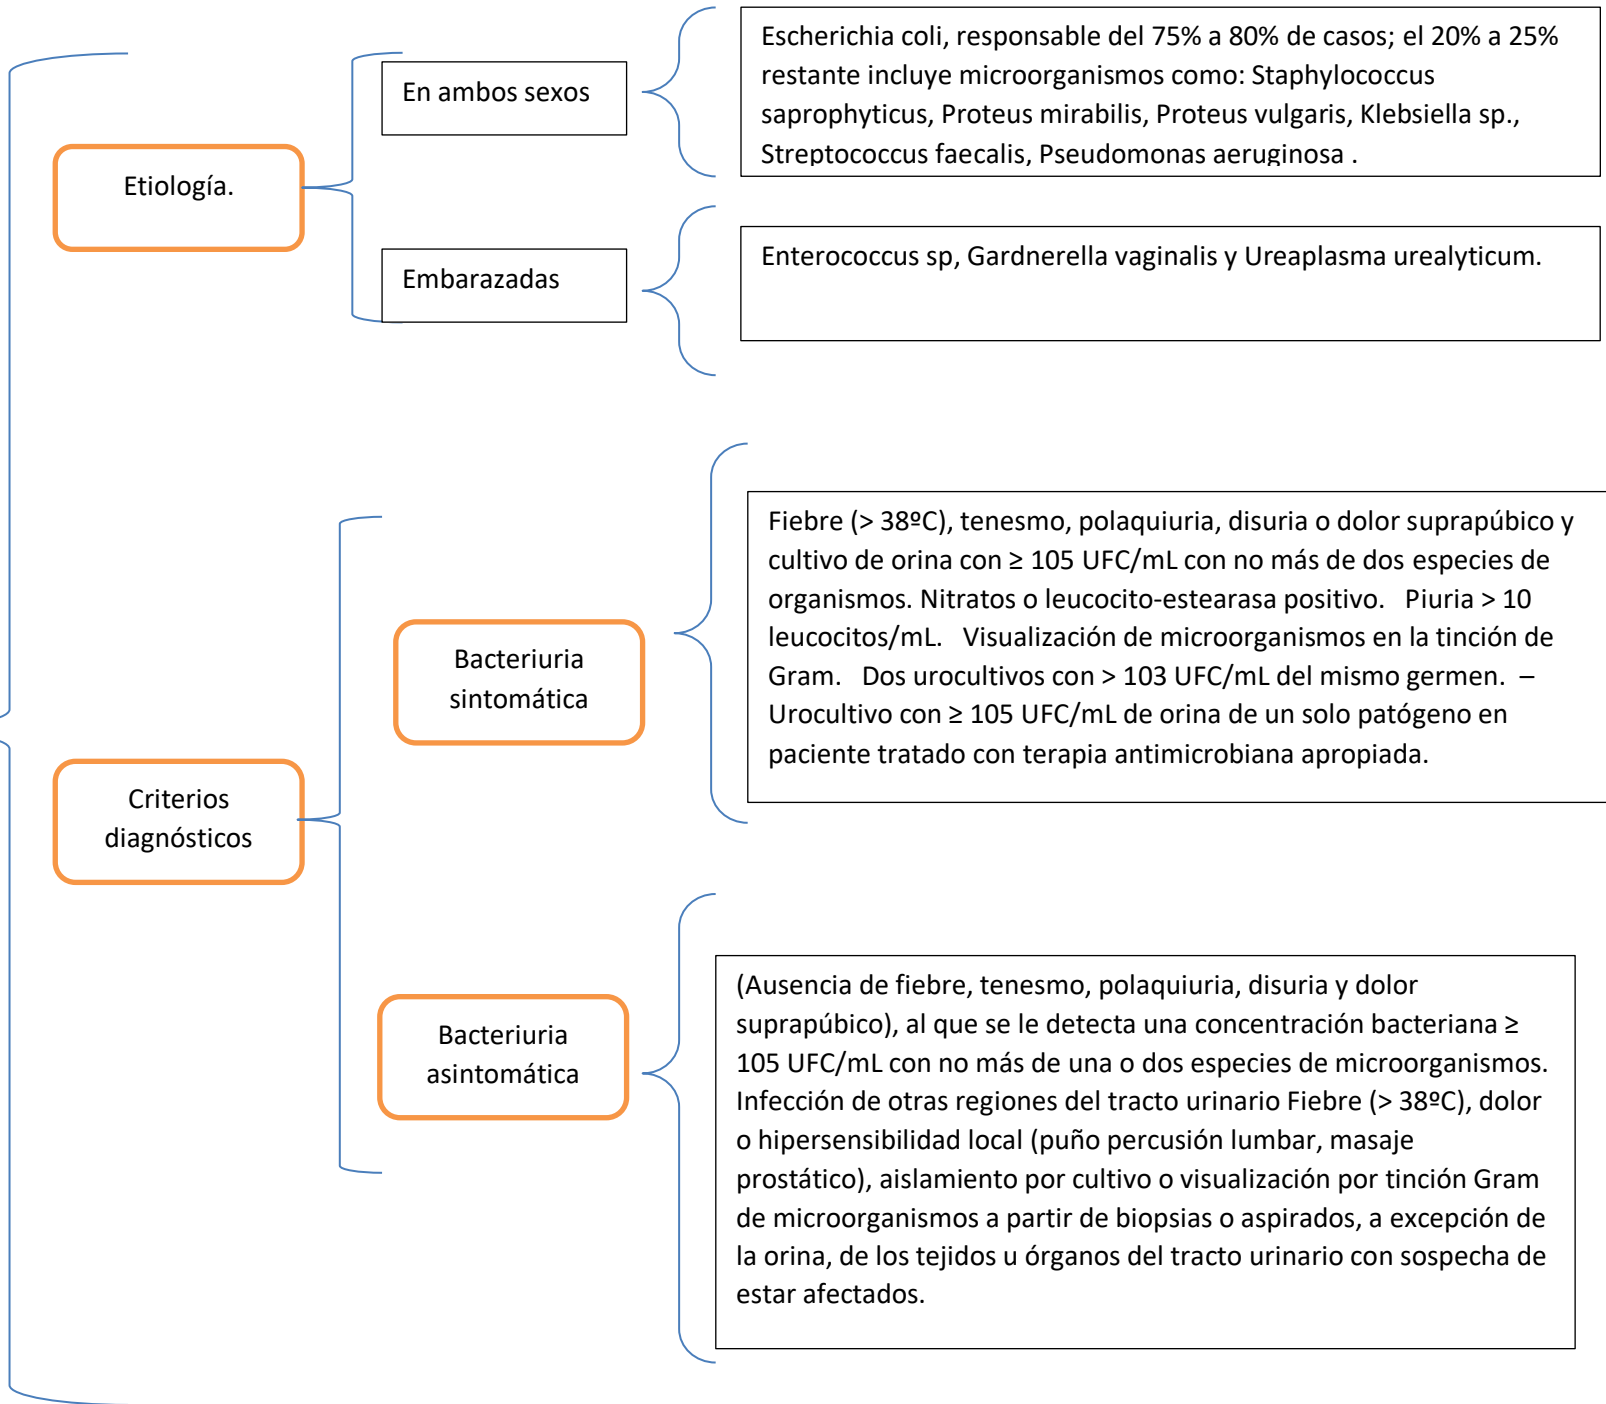 Etiología.
En ambos sexos
Escherichia coli, responsable del 75% a 80% de casos; el 20% a 25%
restante incluye microorganismos como: Staphylococcus
saprophyticus, Proteus mirabilis, Proteus vulgaris, Klebsiella sp.,
Streptococcus faecalis, Pseudomonas aeruginosa .
Embarazadas
Enterococcus sp, Gardnerella vaginalis y Ureaplasma urealyticum.
Criterios
diagnósticos
Bacteriuria
sintomática
Fiebre (> 38ºC), tenesmo, polaquiuria, disuria o dolor suprapúbico y
cultivo de orina con ≥ 105 UFC/mL con no más de dos especies de
organismos. Nitratos o leucocito-estearasa positivo. Piuria > 10
leucocitos/mL. Visualización de microorganismos en la tinción de
Gram. Dos urocultivos con > 103 UFC/mL del mismo germen. –
Urocultivo con ≥ 105 UFC/mL de orina de un solo patógeno en
paciente tratado con terapia antimicrobiana apropiada.
Bacteriuria
asintomática
(Ausencia de fiebre, tenesmo, polaquiuria, disuria y dolor
suprapúbico), al que se le detecta una concentración bacteriana ≥
105 UFC/mL con no más de una o dos especies de microorganismos.
Infección de otras regiones del tracto urinario Fiebre (> 38ºC), dolor
o hipersensibilidad local (puño percusión lumbar, masaje
prostático), aislamiento por cultivo o visualización por tinción Gram
de microorganismos a partir de biopsias o aspirados, a excepción de
la orina, de los tejidos u órganos del tracto urinario con sospecha de
estar afectados.